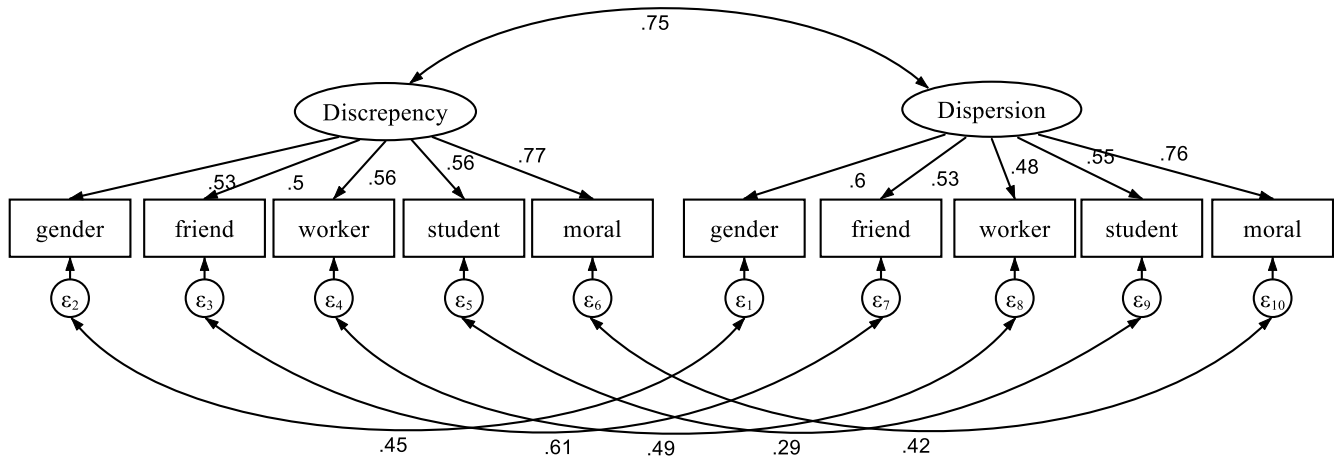 .75
Discrepency
Dispersion
.53 .5 .56 .56 .77
.6 .53 .48 .55 .76
gender friend worker student moral gender friend worker student moral
ε2 ε3 ε4 ε5 ε6 ε1 ε7 ε8 ε9 ε10
.45 .61 .49 .29 .42